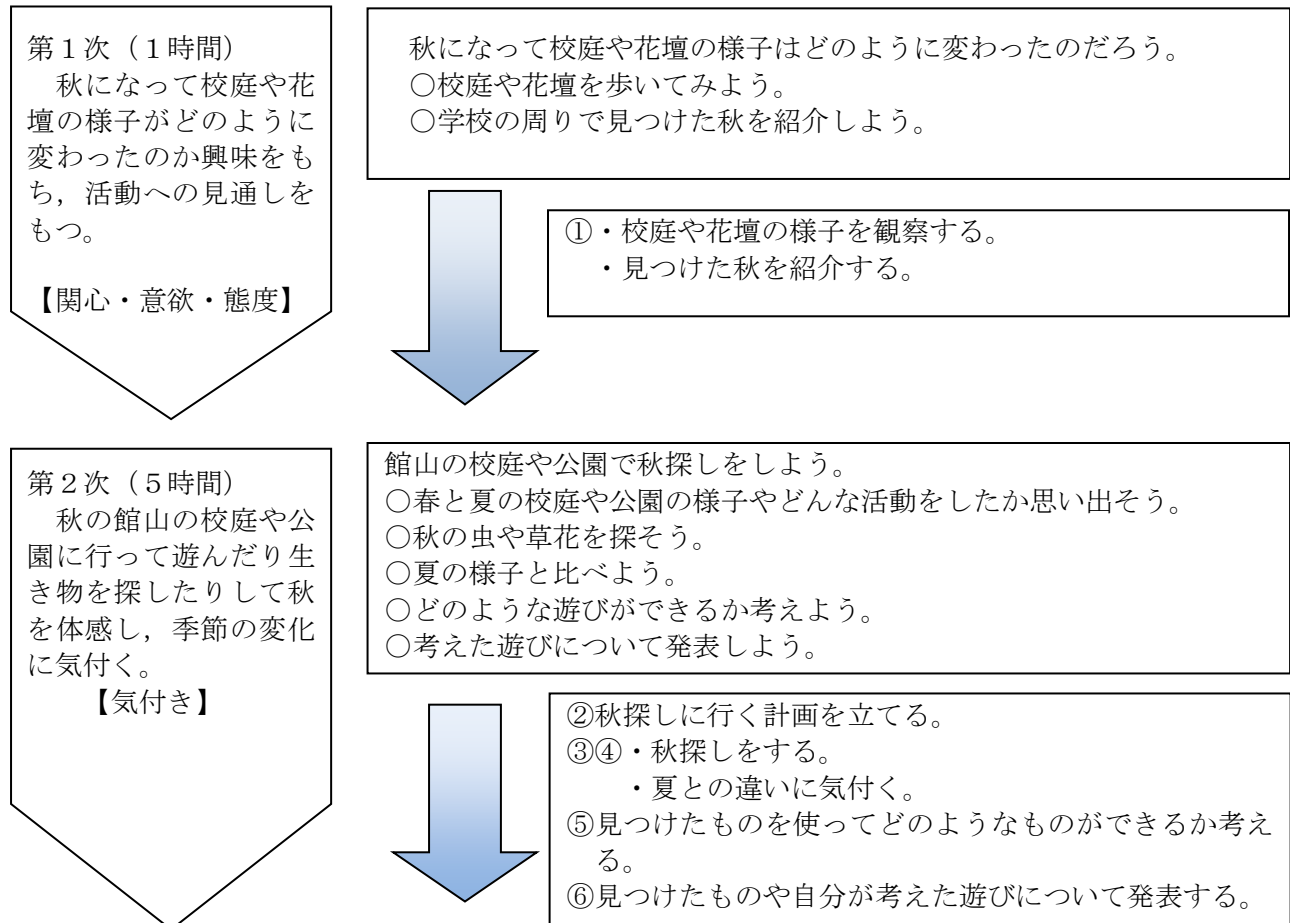 第１次（１時間）
秋になって校庭や花
壇の様子がどのように
変わったのか興味をも
ち，活動への見通しを
もつ。
【関心・意欲・態度】
秋になって校庭や花壇の様子はどのように変わったのだろう。
○校庭や花壇を歩いてみよう。
○学校の周りで見つけた秋を紹介しよう。
①・校庭や花壇の様子を観察する。
・見つけた秋を紹介する。
第２次（５時間）
秋の館山の校庭や公
園に行って遊んだり生
き物を探したりして秋
を体感し，季節の変化
に気付く。
【気付き】
館山の校庭や公園で秋探しをしよう。
○春と夏の校庭や公園の様子やどんな活動をしたか思い出そう。
○秋の虫や草花を探そう。
○夏の様子と比べよう。
○どのような遊びができるか考えよう。
○考えた遊びについて発表しよう。
②秋探しに行く計画を立てる。
③④・秋探しをする。
・夏との違いに気付く。
⑤見つけたものを使ってどのようなものができるか考え
る。
⑥見つけたものや自分が考えた遊びについて発表する。